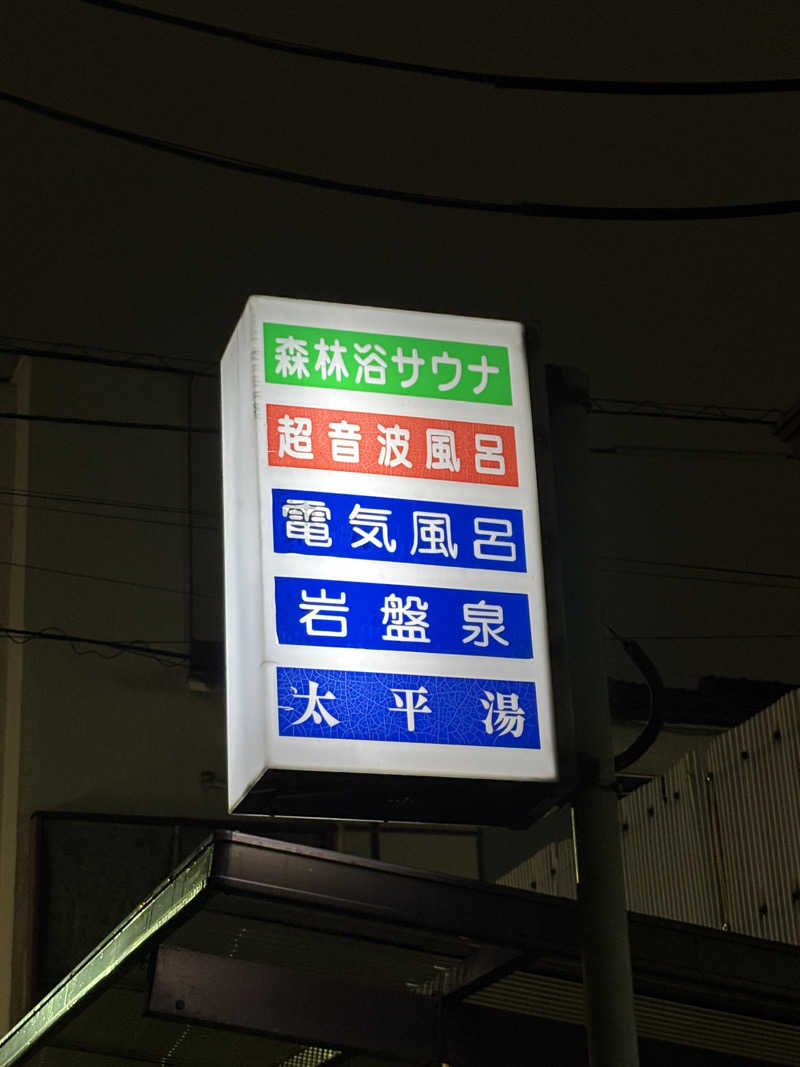 森林浴サウナ
超音波風呂
電気風呂
岩盤泉
太平湯